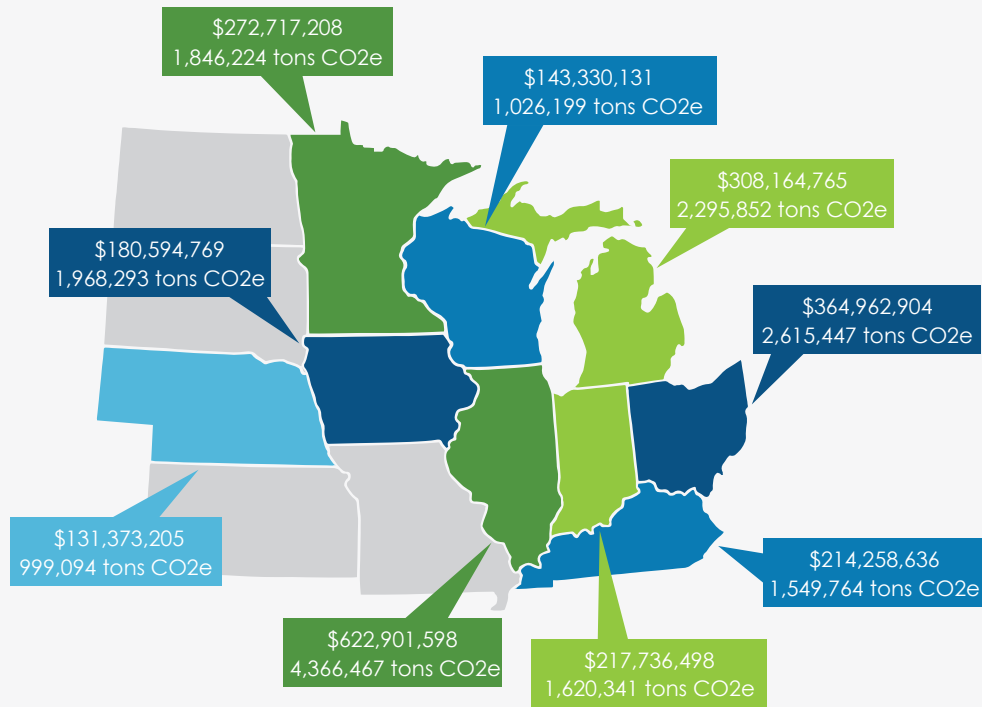 $272,717,208
1,846,224 tons CO2e
$143,330,131
1,026,199 tons CO2e
$308,164,765
2,295,852 tons CO2e
$180,594,769
1,968,293 tons CO2e
$364,962,904
2,615,447 tons CO2e
$131,373,205
999,094 tons CO2e
$214,258,636
1,549,764 tons CO2e
$622,901,598
4,366,467 tons CO2e
$217,736,498
1,620,341 tons CO2e